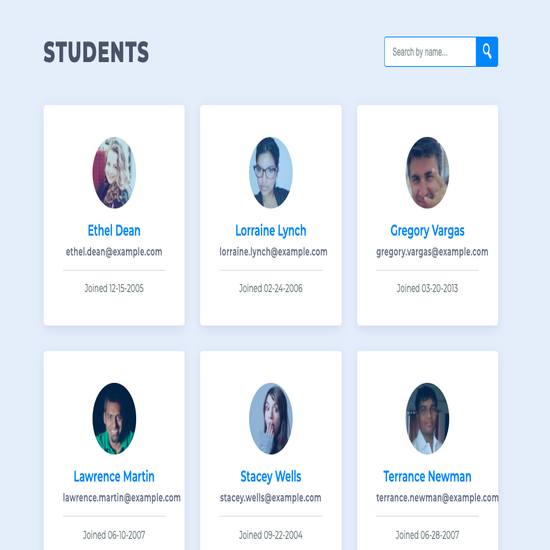 STUDENTS
Search by name...
Ethel Dean
ethel.dean@example.com
Joined 12-15-2005
Lorraine Lynch
lorraine.lynch@example.com
Joined 02-24-2006
Gregory Vargas
gregory.vargas@example.com
Joined 03-20-2013
Lawrence Martin
lawrence.martin@example.com
Joined 06-10-2007
Stacey Wells
stacey.wells@example.com
Joined 09-22-2004
Terrance Newman
terrance.newman@example.com
Joined 06-28-2007